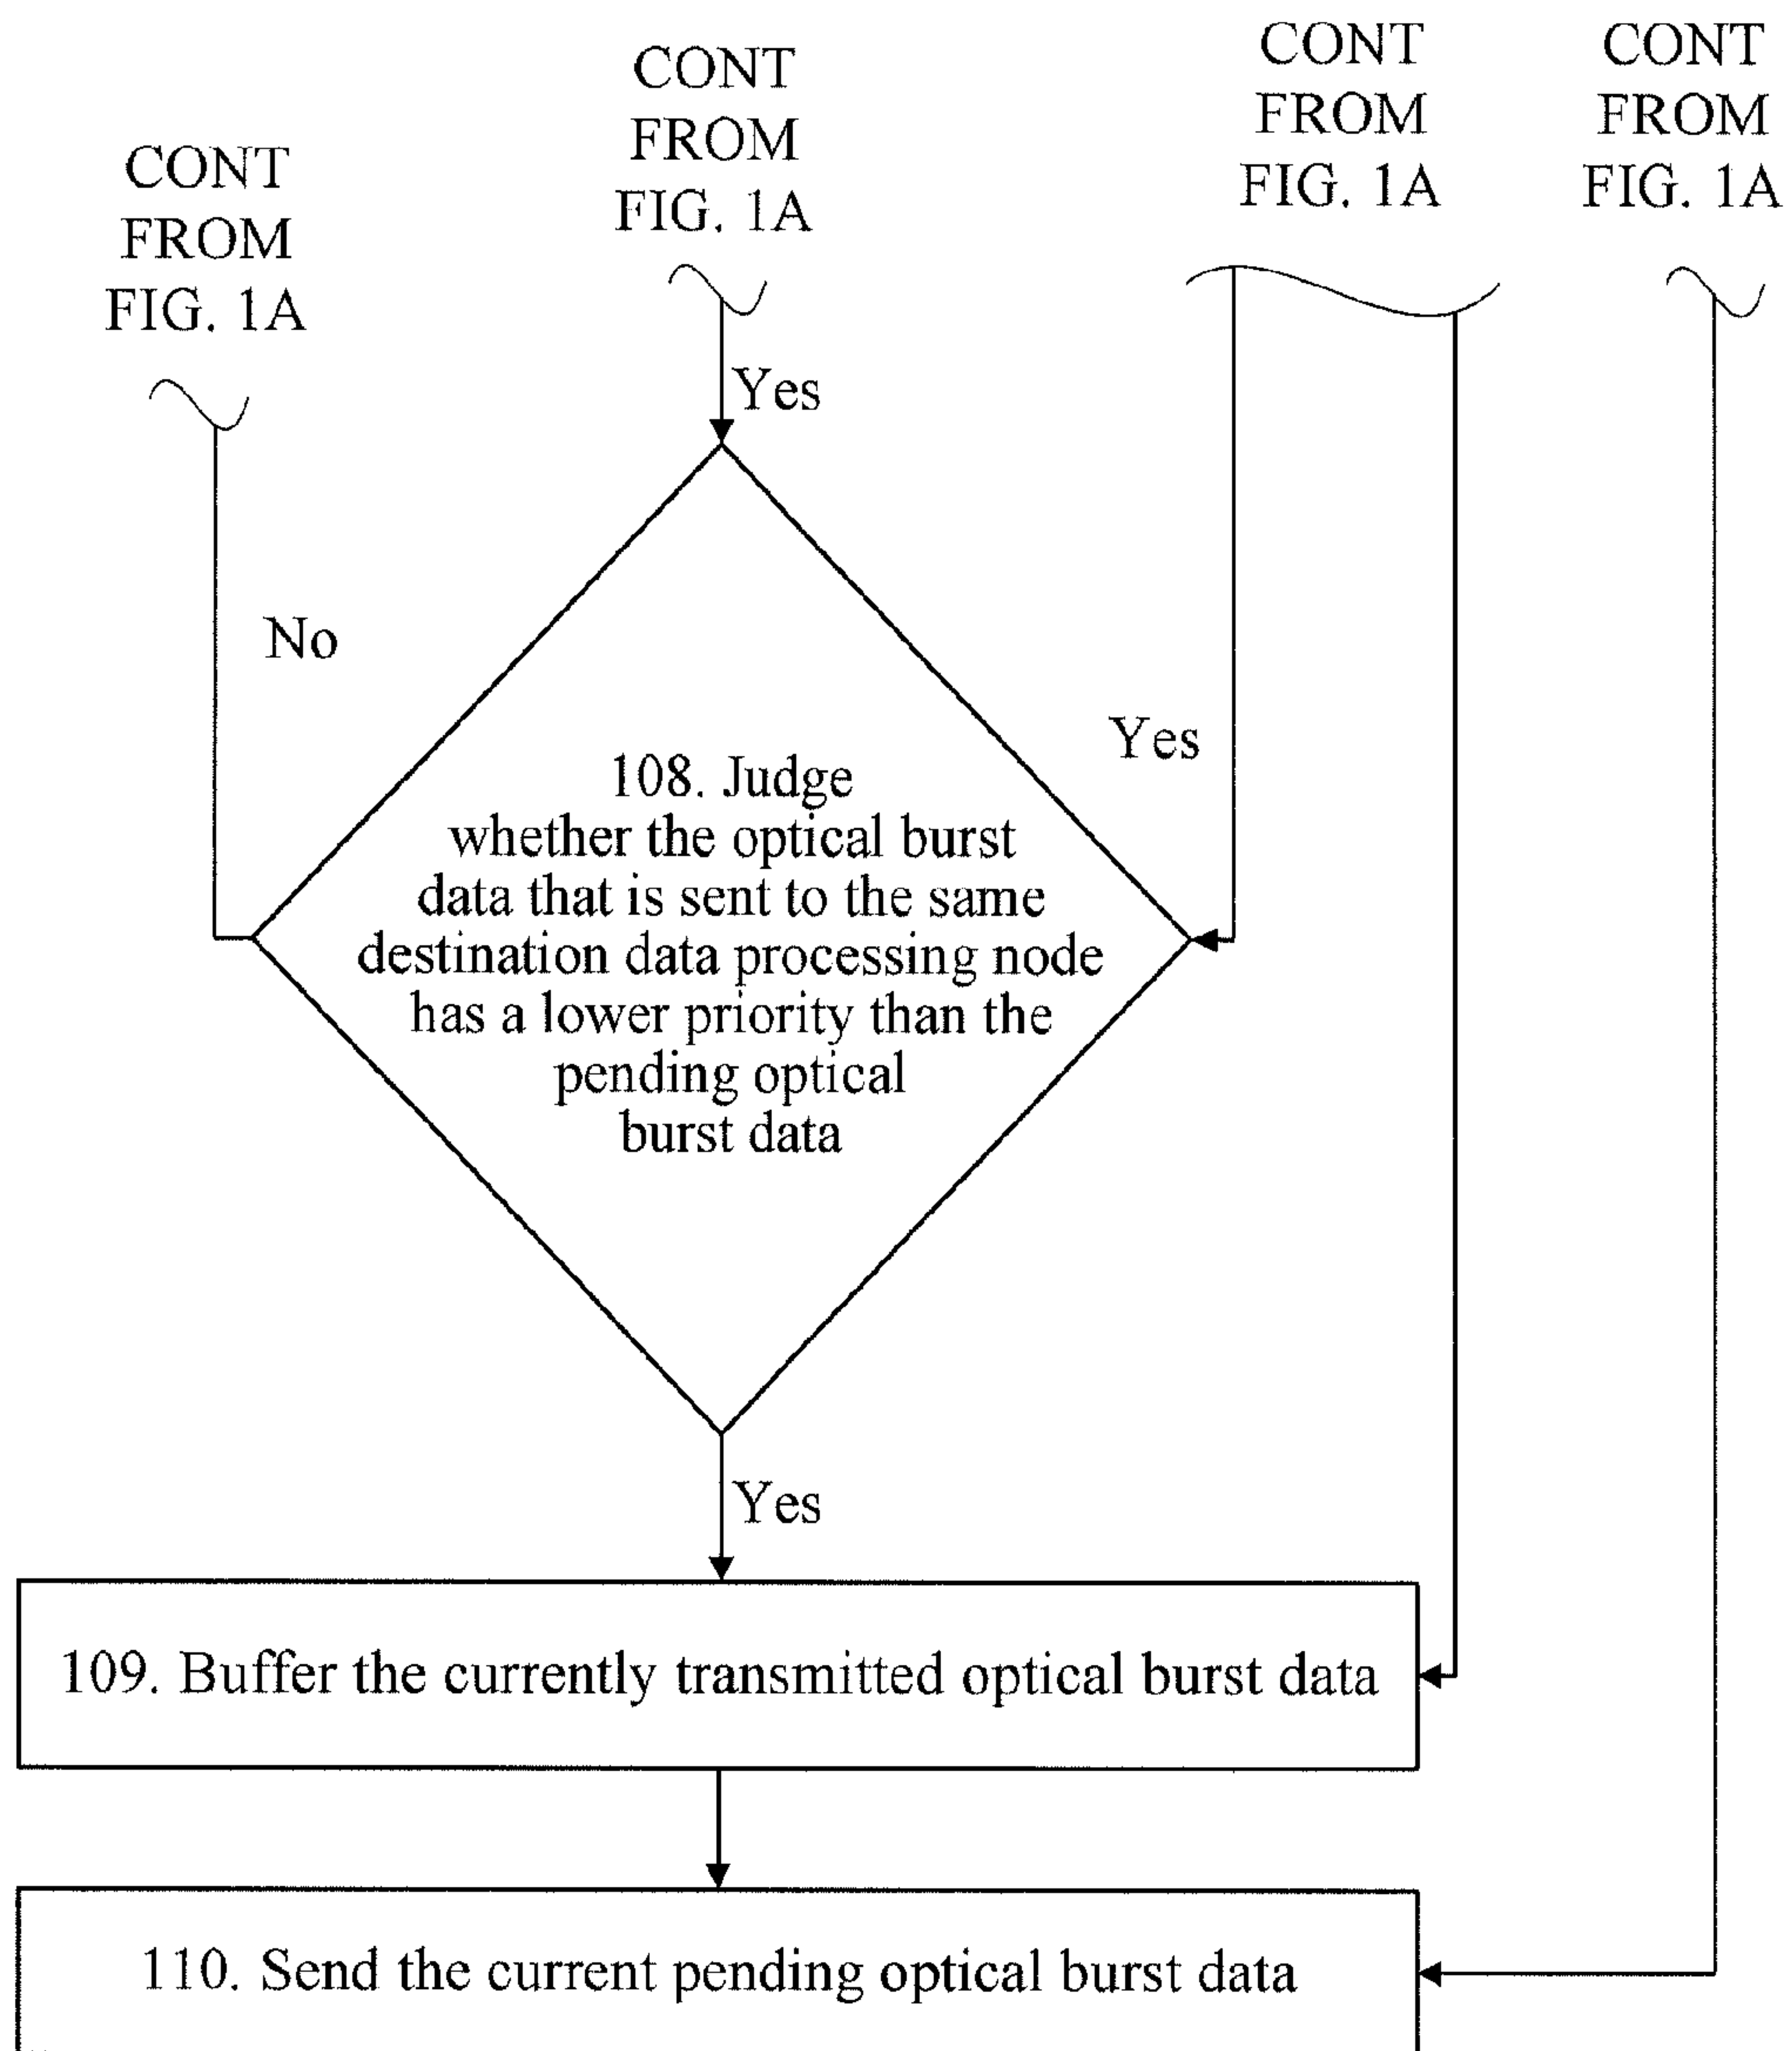 CONT
FROM
FIG. 1A
CONT
FROM
FIG. 1A
CONT
FROM
FIG. 1A
CONT
FROM
FIG. 1A
Yes
No
Yes
108. Judge
whether the optical burst
data that is sent to the same
destination data processing node
has a lower priority than the
pending optical
burst data
Yes
109. Buffer the currently transmitted optical burst data
110. Send the current pending optical burst data